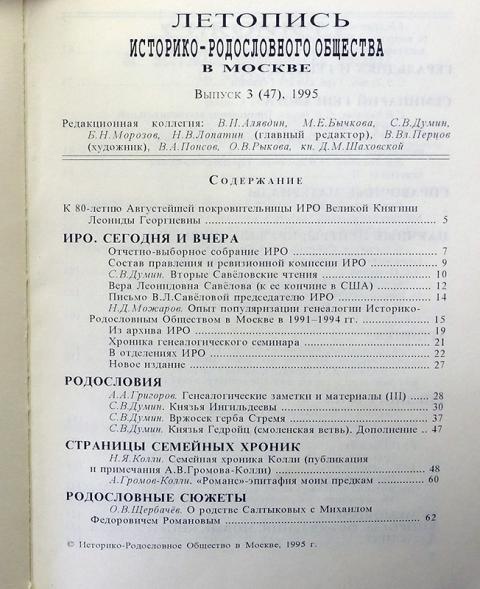 ЛЕТОПИСЬ
ИСТОРИКО-РОДОСЛОВНОГО ОБЩЕСТВА
В МОСКВЕ
Выпуск 3 (47), 1995
Редакционная коллегия: В.Н.Алявдин, М.Е.Бычкова, С.В.Думин,
Б.Н.Морозов, Н.В.Лопатин (главный редактор), В.Вл.Перцов
(художник), В.А.Попсов, О.В.Рыкова, кн. Д.М.Шаховской
Содержание
К 80-летию Августейшей покровительницы ИРО Великой Княгини
Леониды Георгиевны 5
ИРО. СЕГОДНЯ И ВЧЕРА
Отчетно-выборное собрание ИРО 7
Состав правления и ревизионной комиссии ИРО 9
С.В.Думин. Вторые Савёловские чтения 10
Вера Леонидовна Савёлова (к ее кончине в США) 12
Письмо В.Л.Савёловой председателю ИРО 14
Н.Д.Можаров. Опыт популяризации генеалогии Историко-
Родословным Обществом в Москве в 1991–1994 гг. 15
Из архива ИРО 19
Хроника генеалогического семинара 21
В отделениях ИРО 22
Новое издание 27
РОДОСЛОВИЯ
А.А.Григоров. Генеалогические заметки и материалы (III) 28
С.В.Думин. Князья Ингильдеевы 30
С.В.Думин. Вржосек герба Стремя 37
С.В.Думин. Князья Гедройц (смоленская ветвь). Дополнение 47
СТРАНИЦЫ СЕМЕЙНЫХ ХРОНИК
Н.Я.Колли. Семейная хроника Колли (публикация
и примечания А.В.Громова-Колли) 48
А.Громов-Колли. «Романс»-эпитафия моим предкам 60
РОДОСЛОВНЫЕ СЮЖЕТЫ
О.В.Щербачёв. О родстве Салтыковых с Михаилом
Федоровичем Романовым 62
© Историко-Родословное Общество в Москве, 1995 г.